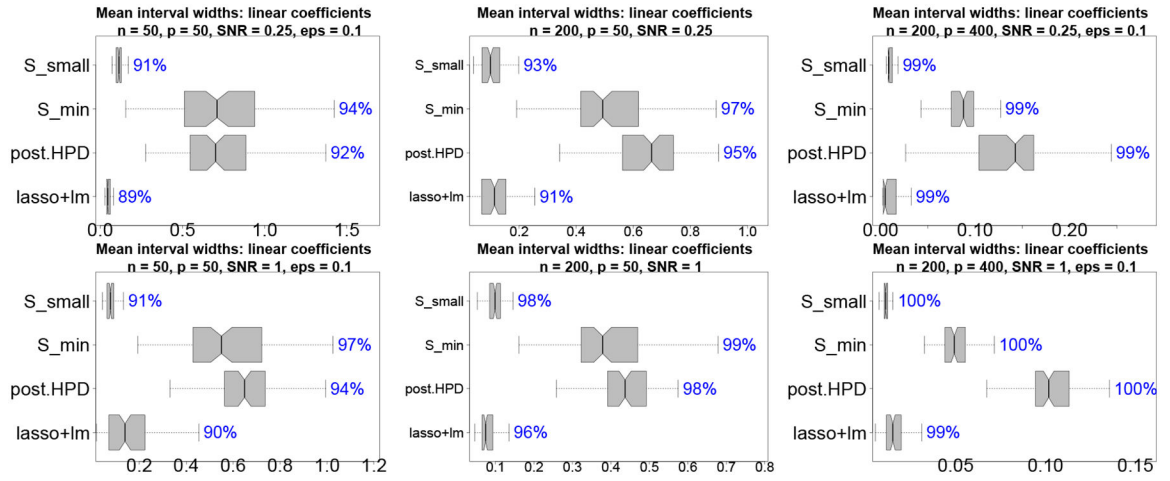 Mean interval widths: linear coefficients
n = 50, p = 50, SNR = 0.25, eps = 0.1
S_small
91%
S_min
94%
post.HPD
92%
lasso+lm
89%
0.0 0.5 1.0 1.5
Mean interval widths: linear coefficients
n = 200, p = 50, SNR = 0.25
S_small
93%
S_min
97%
post.HPD
95%
lasso+lm
91%
0.2 0.4 0.6 0.8 1.0
Mean interval widths: linear coefficients
n = 200, p = 400, SNR = 0.25, eps = 0.1
S_small
99%
S_min
99%
post.HPD
99%
lasso+lm
99%
0.00 0.10 0.20
Mean interval widths: linear coefficients
n = 50, p = 50, SNR = 1, eps = 0.1
S_small
91%
S_min
97%
post.HPD
94%
lasso+lm
90%
0.2 0.4 0.6 0.8 1.0 1.2
Mean interval widths: linear coefficients
n = 200, p = 50, SNR = 1
S_small
98%
S_min
99%
post.HPD
98%
lasso+lm
96%
0.1 0.2 0.3 0.4 0.5 0.6 0.7 0.8
Mean interval widths: linear coefficients
n = 200, p = 400, SNR = 1, eps = 0.1
S_small
100%
S_min
100%
post.HPD
100%
lasso+lm
99%
0.05 0.10 0.15